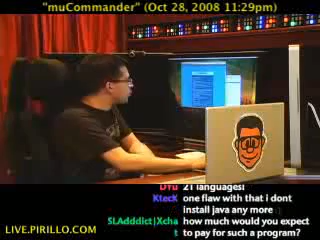 "muCommander" (Oct 28, 2008 11:29pm)
DYu 21 languages!
KtecK one flaw with that i dont
install java any more
SLAdddict|Xcha how much would you expect
t to pay for such a program?
LIVE.PIRILLO.COM